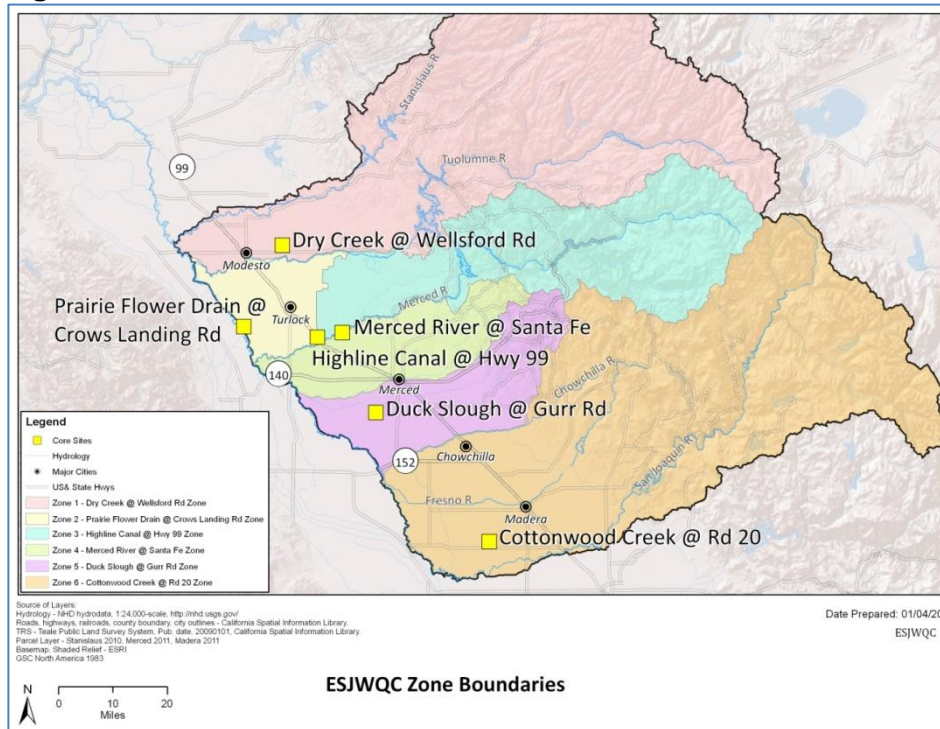 Stanislaus R
99
Tuolumne R
Dry Creek @ Wellsford Rd
Modesto
Prairie Flower Drain @
Crows Landing Rd
Turlock
Merced R
Merced River @ Santa Fe
Highline Canal @ Hwy 99
140
Merced
Duck Slough @ Gurr Rd
Chowchilla R
Chowchilla
152
San Joaquin R
Fresno R
Madera
Cottonwood Creek @ Rd 20
Legend
Core Sites
Hydrology
Major Cities
US& State Hwys
Zone 1 - Dry Creek @ Wellsford Rd Zone
Zone 2 - Prairie Flower Drain @ Crows Landing Rd Zone
Zone 3 - Highline Canal @ Hwy 99 Zone
Zone 4 - Merced River @ Santa Fe Zone
Zone 5 - Duck Slough @ Gurr Rd Zone
Zone 6 - Cottonwood Creek @ Rd 20 Zone
Source of Layers:
Hydrology - NHD hydrodata, 1:24,000-scale, http://nhd.usgs.gov/
Roads, highways, railroads, county boundary, city outlines - California Spatial Information Library.
TRS - Teale Public Land Survey System, Pub. date. 20090101, California Spatial Information Library.
Parcel Layer - Stanislaus 2010, Merced 2011, Madera 2011
Basemap, Shaded Relief - ESRI
GSC North America 1983
Date Prepared: 01/04/20
ESJWQC
ESJWQC Zone Boundaries
N
0 10 20
Miles